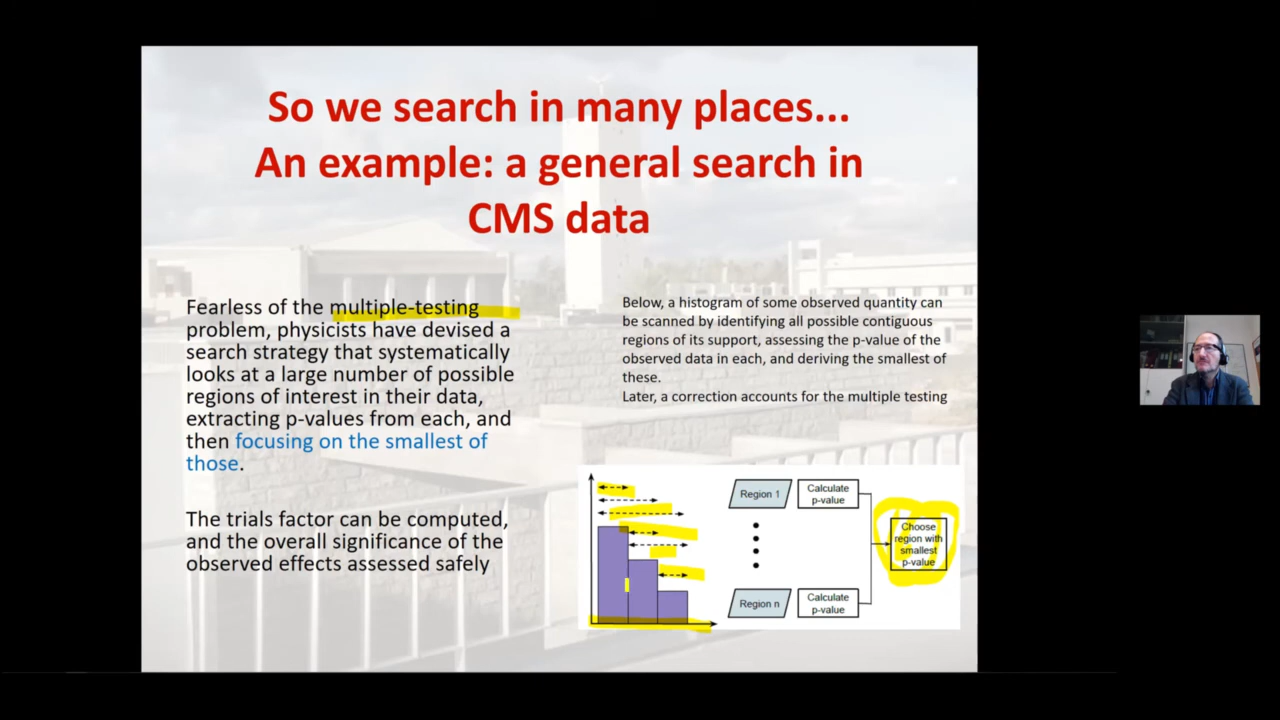 So we search in many places...
An example: a general search in
CMS data
Fearless of the multiple-testing
problem, physicists have devised a
search strategy that systematically
looks at a large number of possible
regions of interest in their data,
extracting p-values from each, and
then focusing on the smallest of
those.
The trials factor can be computed,
and the overall significance of the
observed effects assessed safely
Below, a histogram of some observed quantity can
be scanned by identifying all possible contiguous
regions of its support, assessing the p-value of the
observed data in each, and deriving the smallest of
these.
Later, a correction accounts for the multiple testing
Region 1
Calculate
p-value
Choose
region with
smallest
p-value
Region n
Calculate
p-value